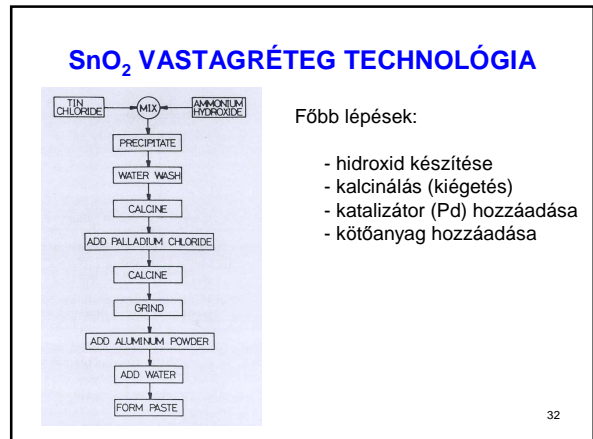 SnO2 VASTAGRÉTEG TECHNOLÓGIA
TIN CHLORIDE
MIX
AMMONIUM HYDROXIDE
PRECIPITATE
WATER WASH
CALCINE
ADD PALLADIUM CHLORIDE
CALCINE
GRIND
ADD ALUMINUM POWDER
ADD WATER
FORM PASTE
Főbb lépések:
- hidroxid készítése
- kalcinálás (kiégetés)
- katalizátor (Pd) hozzáadása
- kötőanyag hozzáadása
32